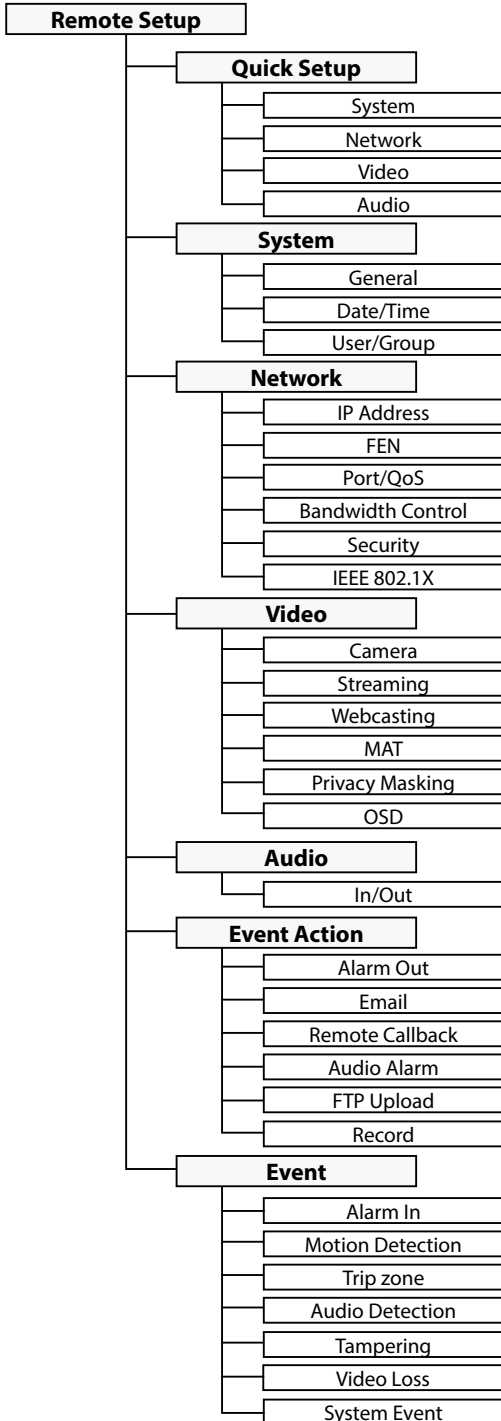 Remote Setup
Quick Setup
System
Network
Video
Audio
System
General
Date/Time
User/Group
Network
IP Address
FEN
Port/QoS
Bandwidth Control
Security
IEEE 802.1X
Video
Camera
Streaming
Webcasting
MAT
Privacy Masking
OSD
Audio
In/Out
Event Action
Alarm Out
Email
Remote Callback
Audio Alarm
FTP Upload
Record
Event
Alarm In
Motion Detection
Trip zone
Audio Detection
Tampering
Video Loss
System Event